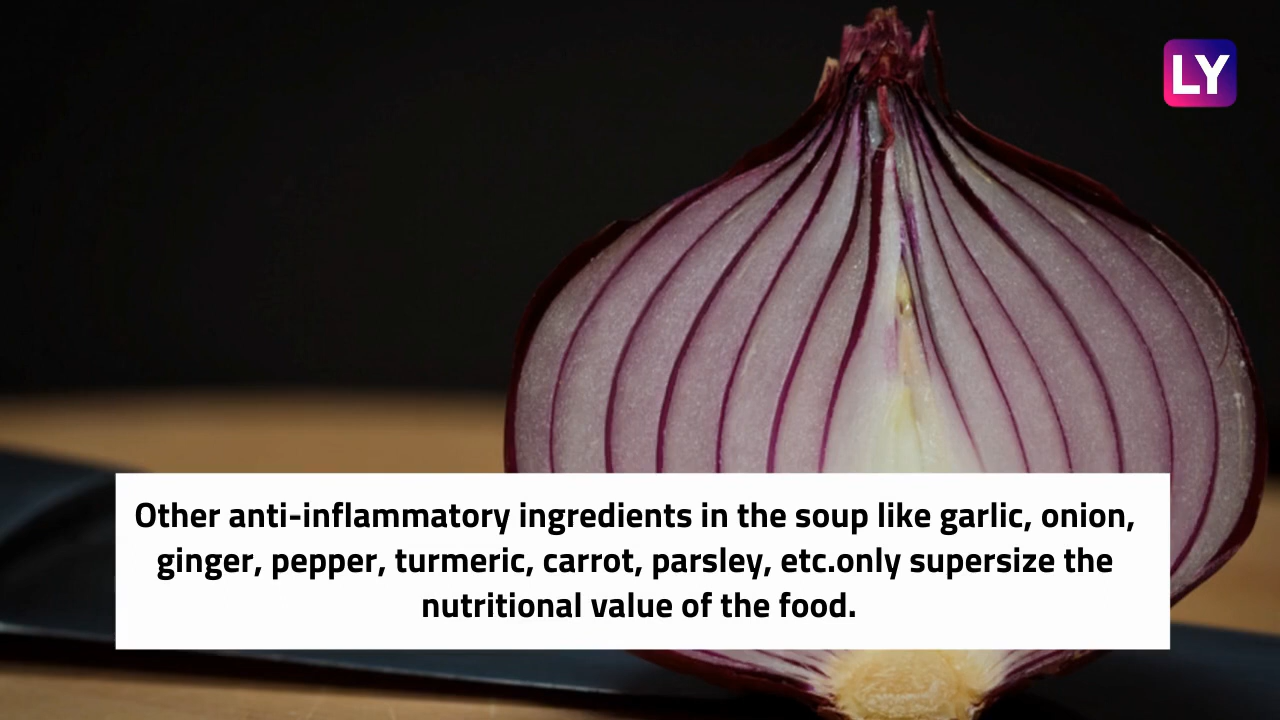 LY
Other anti-inflammatory ingredients in the soup like garlic, onion,
ginger, pepper, turmeric, carrot, parsley, etc.only supersize the
nutritional value of the food.